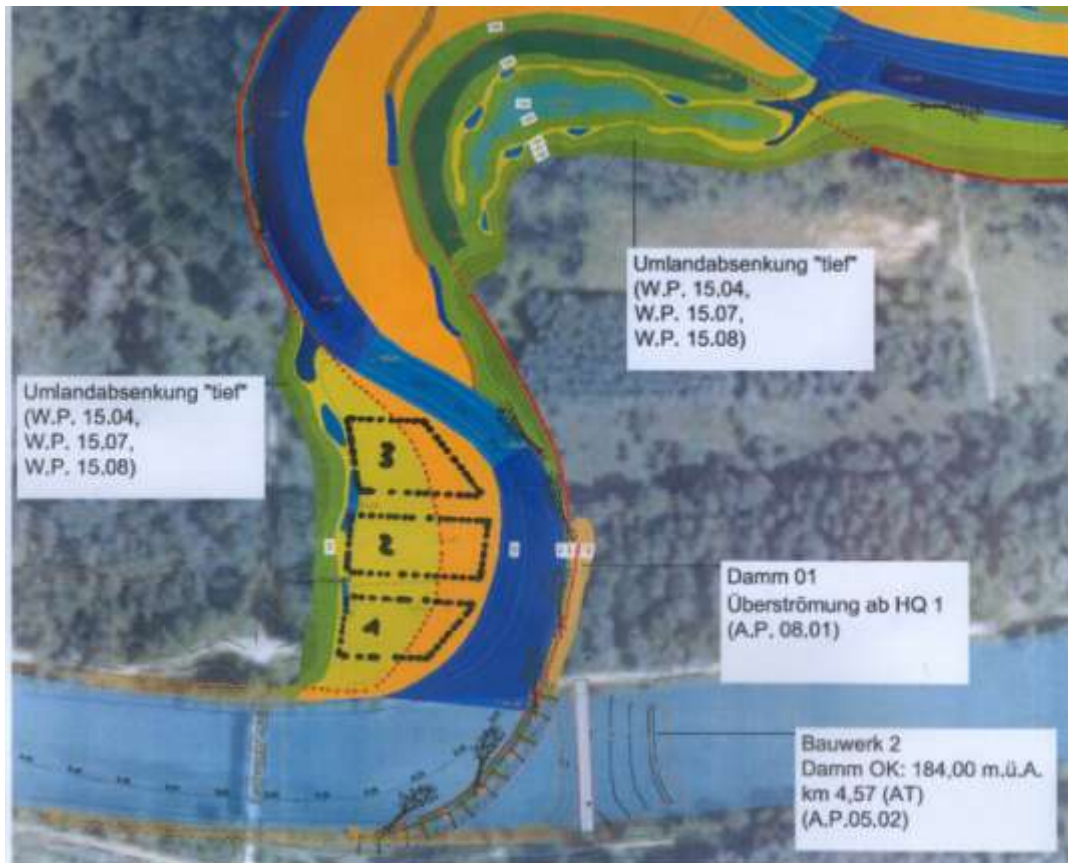 Umlandabsenkung "tief"
(W.P. 15.04,
W.P. 15.07,
W.P. 15.08)
Umlandabsenkung "tief"
(W.P. 15.04,
W.P. 15.07,
W.P. 15.08)
3
2
1
Damm 01
Überströmung ab HQ 1
(A.P. 08.01)
Bauwerk 2
Damm OK: 184,00 m.ü.A.
km 4,57 (AT)
(A.P.05.02)